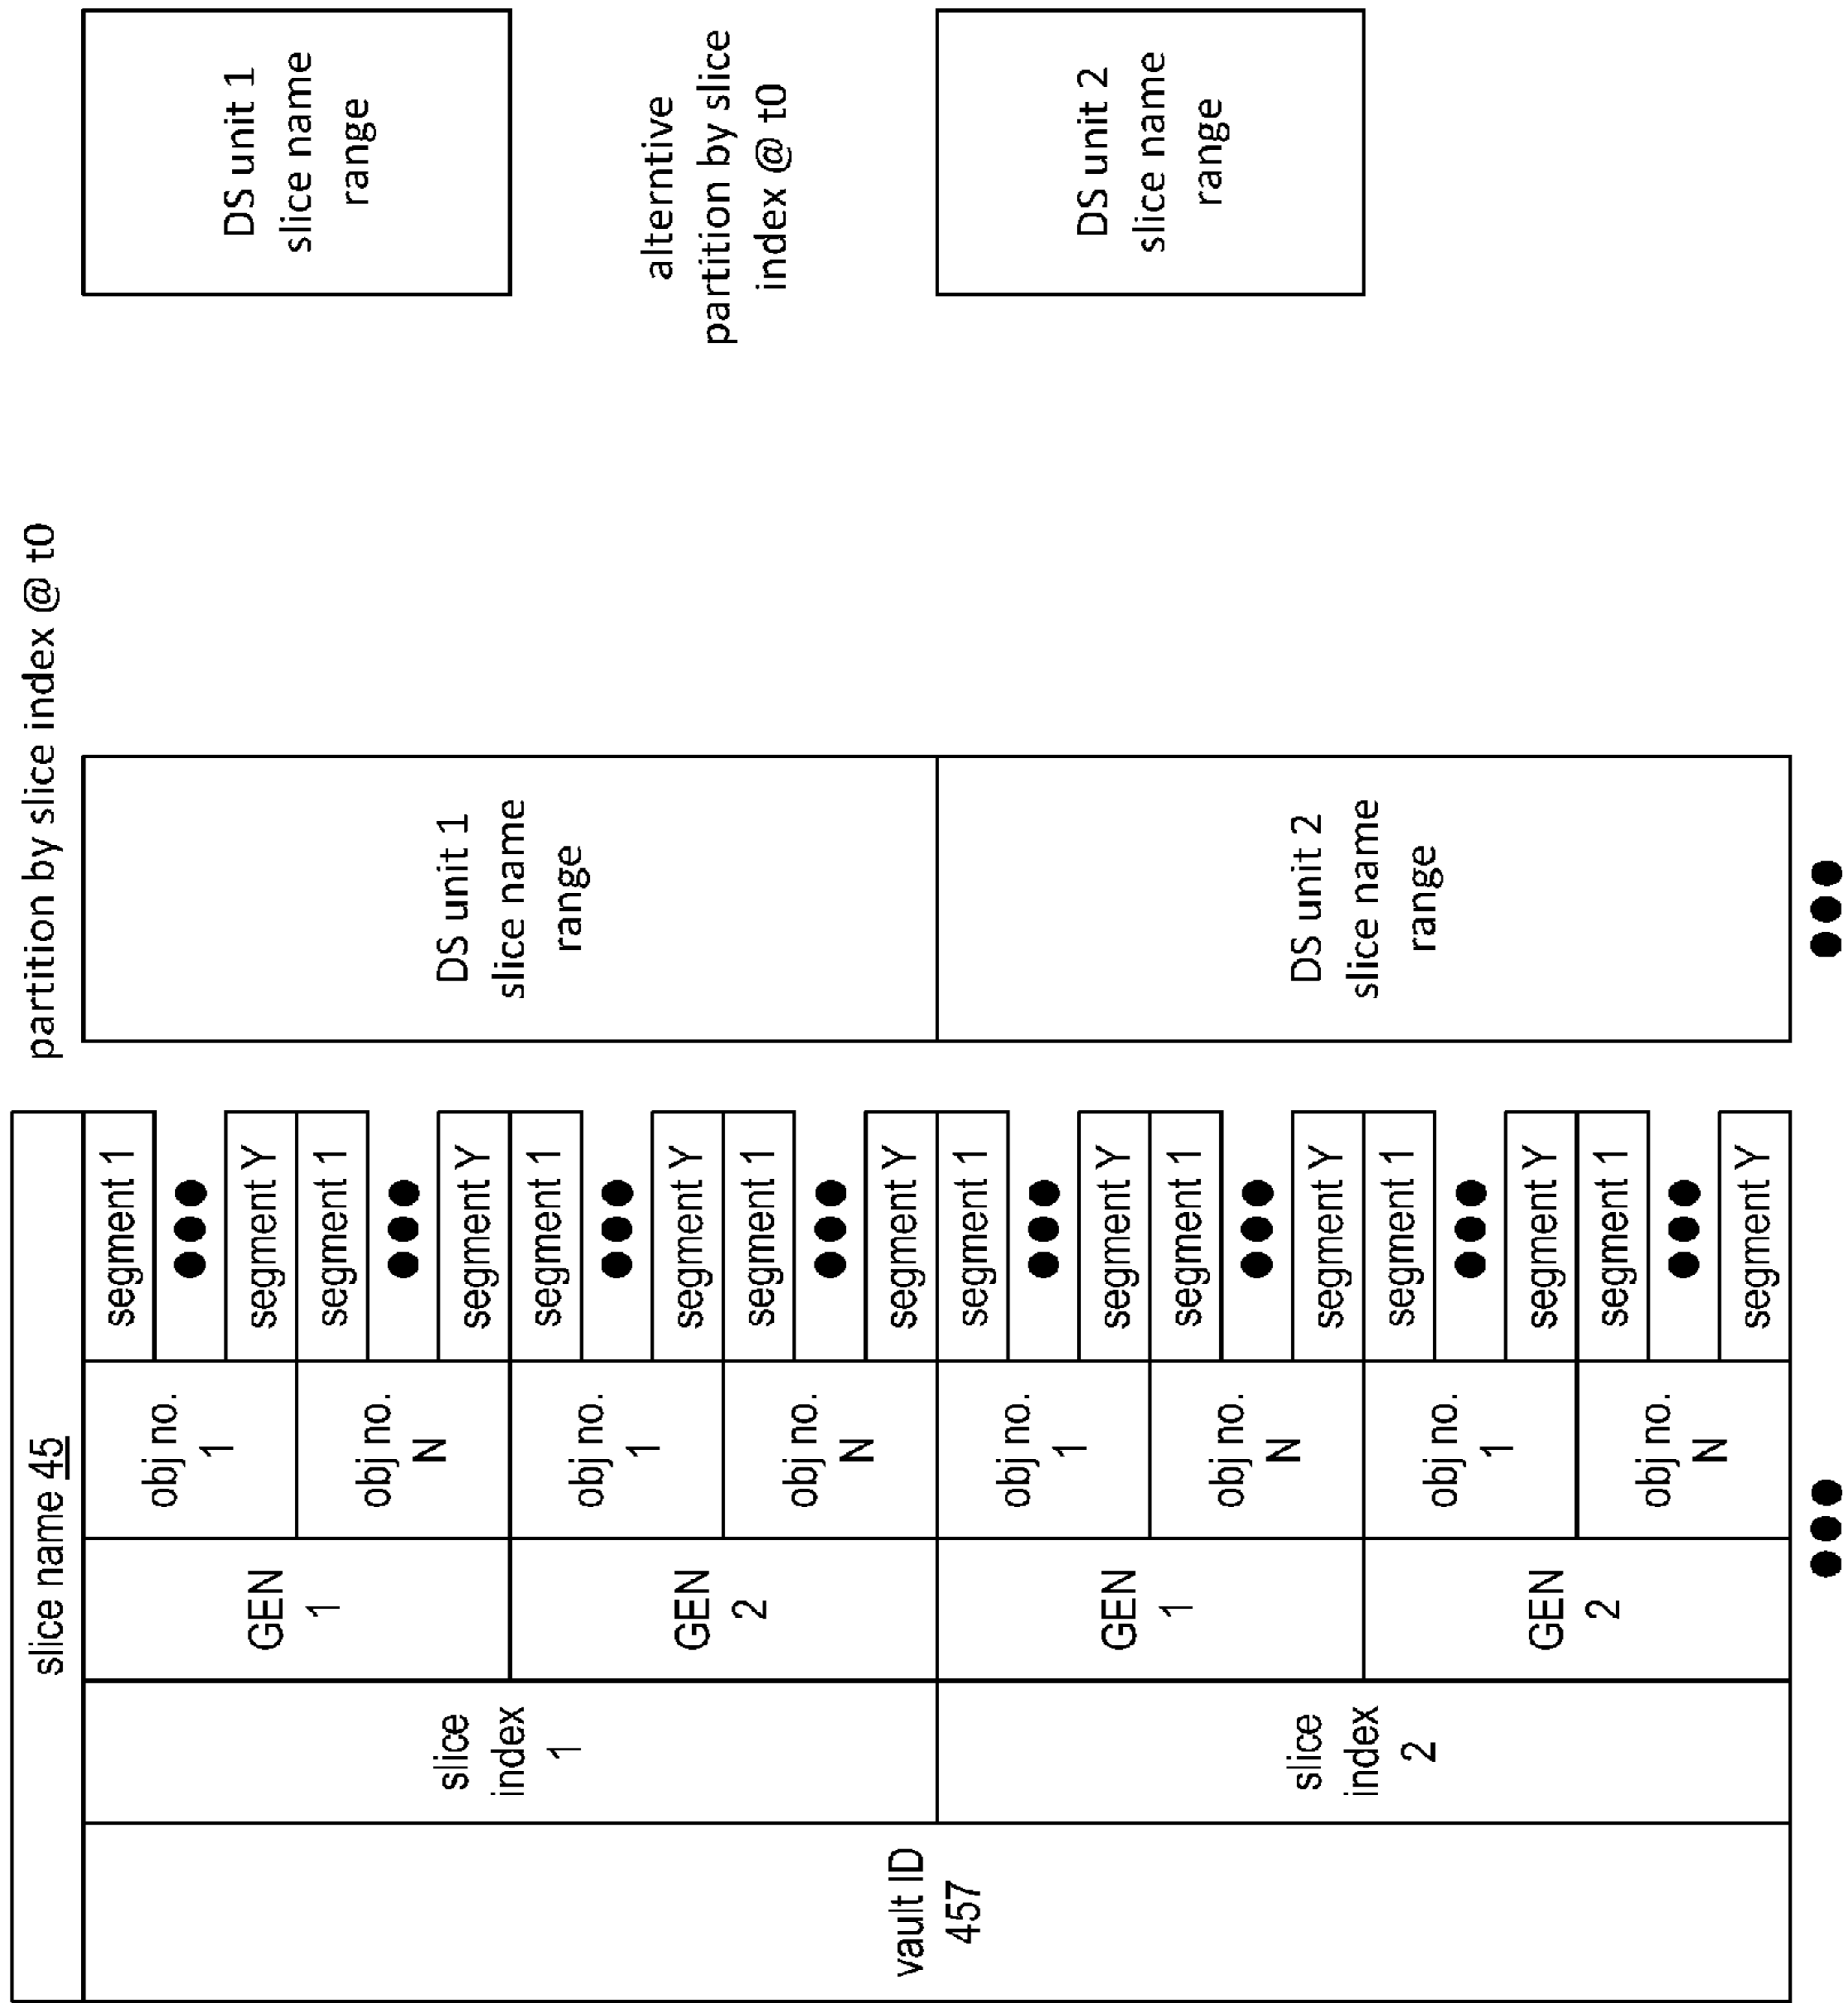 slice name 45
vault ID
457
slice
index
1
slice
index
2
GEN
1
GEN
2
GEN
1
GEN
2
obj no.
1
obj no.
N
obj no.
1
obj no.
N
obj no.
1
obj no.
N
obj no.
1
obj no.
N
segment 1
segment Y
segment 1
segment Y
segment 1
segment Y
segment 1
segment Y
segment 1
segment Y
segment 1
segment Y
segment 1
segment Y
segment 1
segment Y
partition by slice index @ t0
DS unit 1
slice name
range
DS unit 2
slice name
range
DS unit 1
slice name
range
alterntive
partition by slice
index @ t0
DS unit 2
slice name
range